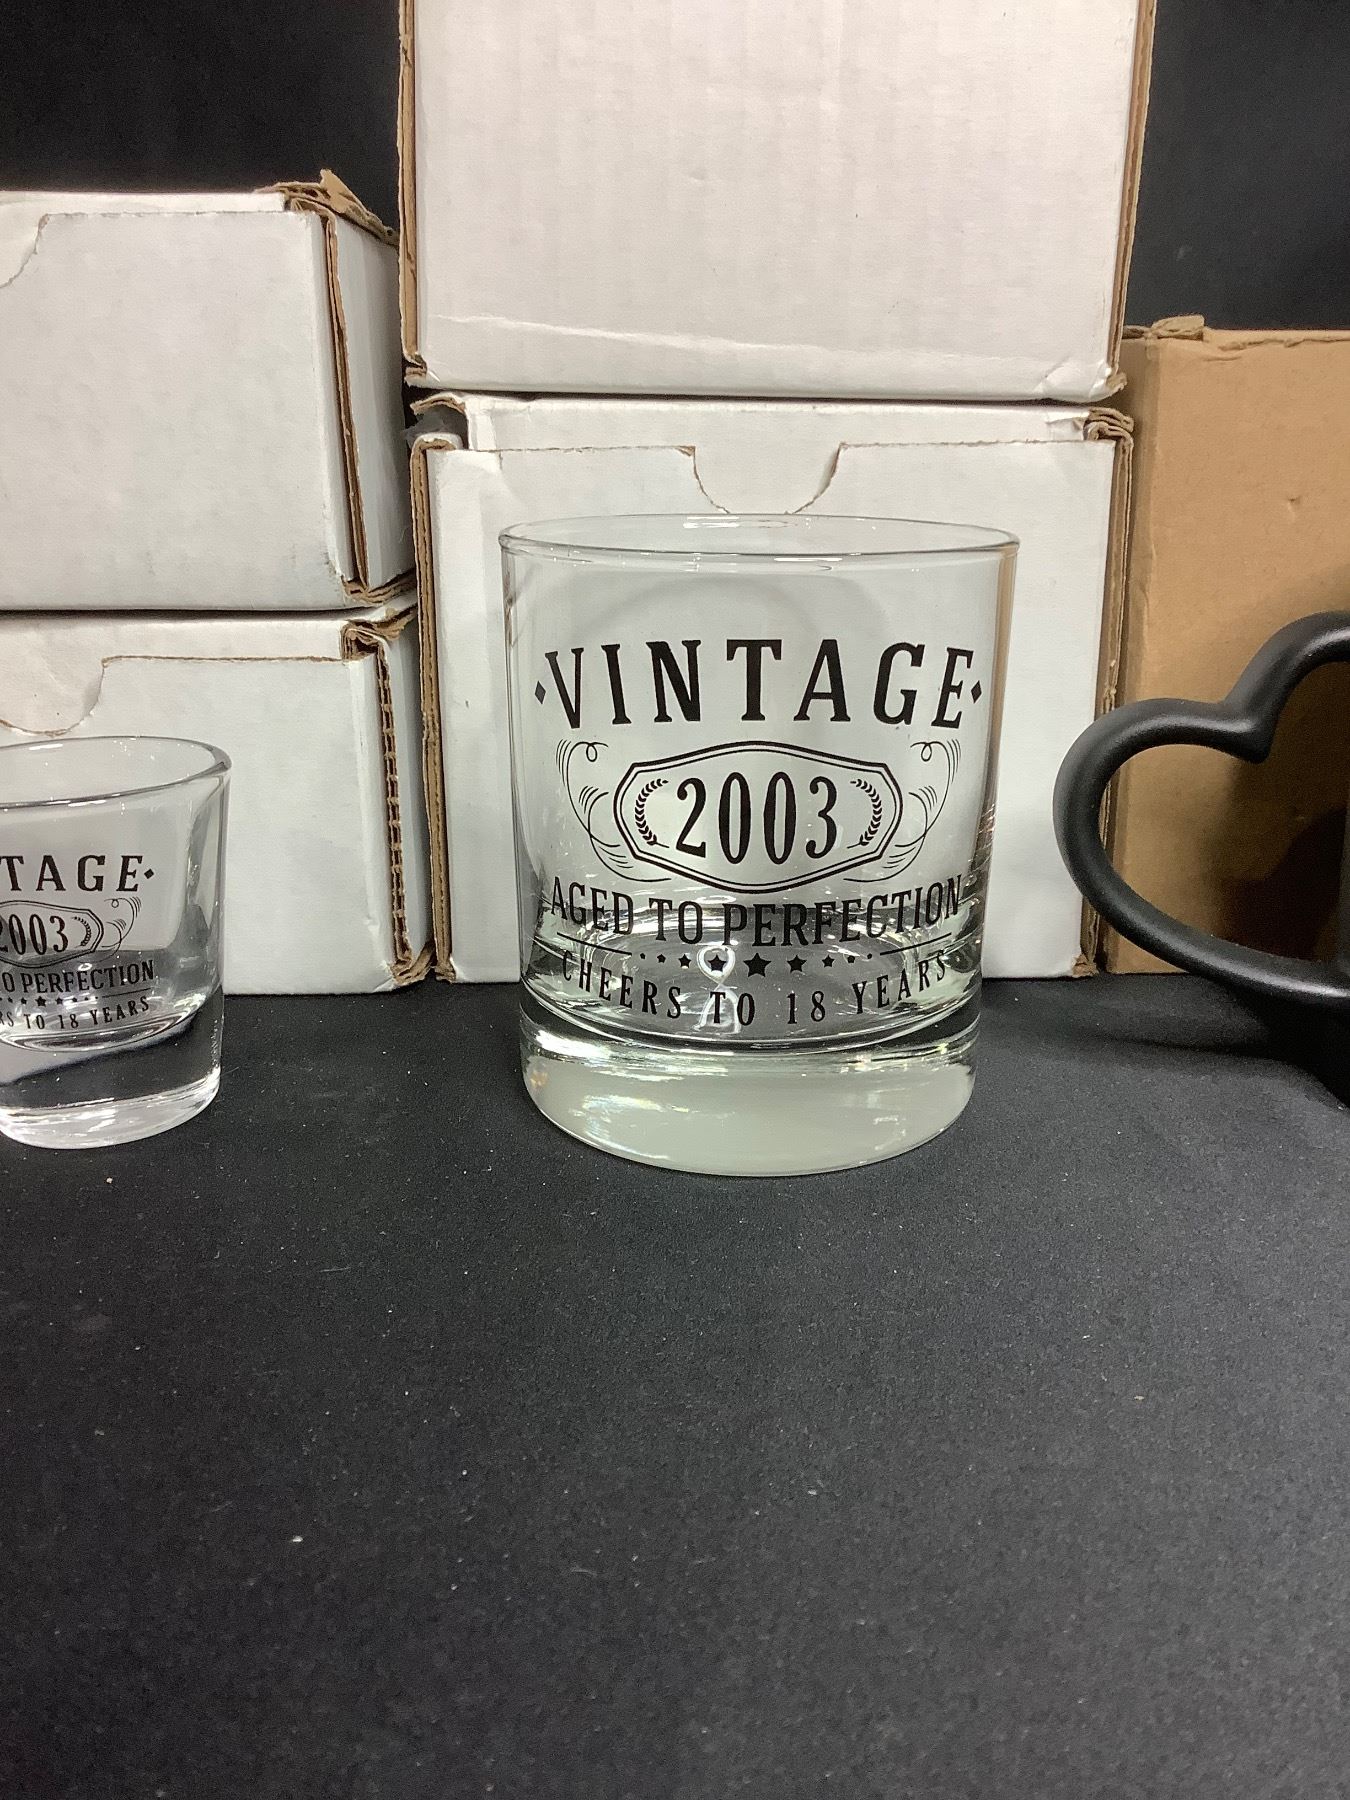 VINTAGE
2003
AGED TO PERFECTION
CHEERS TO 18 YEARS
TAGE
2003
O PERFECTION
RS TO 18 YEARS